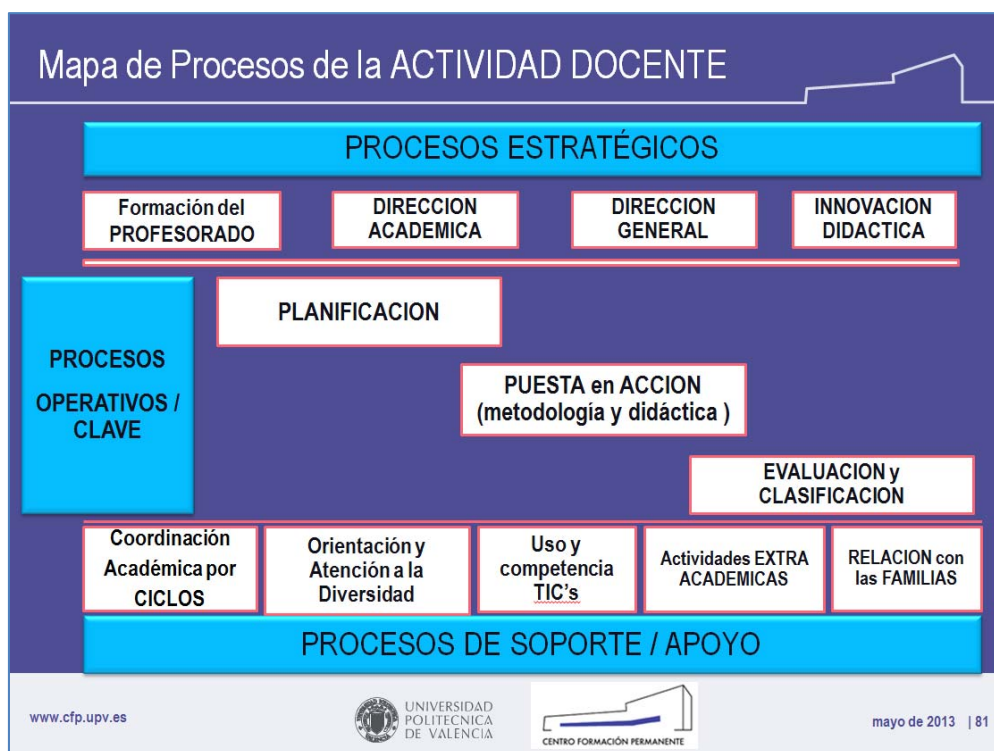 Mapa de Procesos de la ACTIVIDAD DOCENTE
PROCESOS ESTRATÉGICOS
Formación del
PROFESORADO
DIRECCION
ACADEMICA
DIRECCION
GENERAL
INNOVACION
DIDACTICA
PROCESOS
OPERATIVOS /
CLAVE
PLANIFICACION
PUESTA en ACCION
(metodología y didáctica )
EVALUACION y
CLASIFICACION
Coordinación
Académica por
CICLOS
Orientación y
Atención a la
Diversidad
Uso y
competencia
TIC's
Actividades EXTRA
ACADEMICAS
RELACION con
las FAMILIAS
PROCESOS DE SOPORTE / APOYO
www.cfp.upv.es
UNIVERSIDAD
POLITECNICA
DE VALENCIA
CENTRO FORMACIÓN PERMANENTE
mayo de 2013 | 81